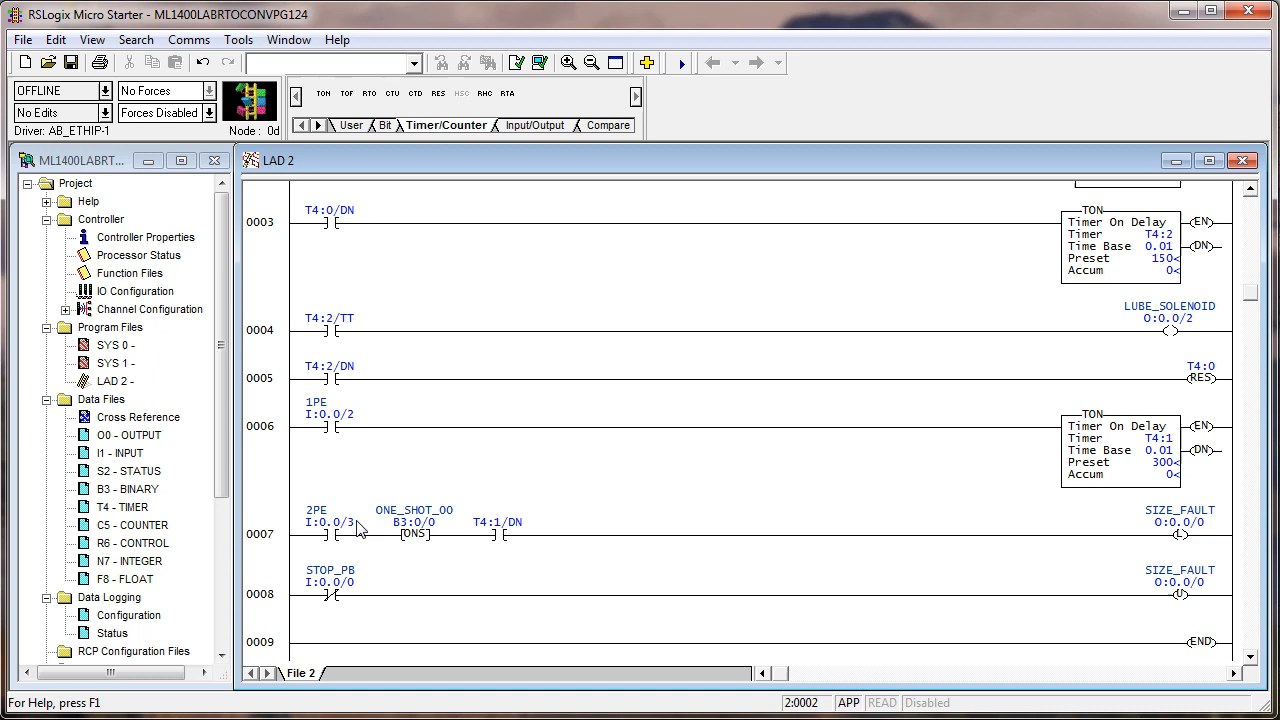 RSLogix Micro Starter - ML1400LABRTOCONVPG124
File Edit View Search Comms Tools Window Help
OFFLINE No Forces
No Edits Forces Disabled
Driver: AB_ETHIP-1 Node : 0d
TON TOF RTO CTU CTD RES HSC RHC RTA
User Bit Timer/Counter Input/Output Compare
ML1400LABRT...
Project
Help
Controller
Controller Properties
Processor Status
Function Files
IO Configuration
Channel Configuration
Program Files
SYS 0 -
SYS 1 -
LAD 2 -
Data Files
Cross Reference
O0 - OUTPUT
I1 - INPUT
S2 - STATUS
B3 - BINARY
T4 - TIMER
C5 - COUNTER
R6 - CONTROL
N7 - INTEGER
F8 - FLOAT
Data Logging
Configuration
Status
RCP Configuration Files
LAD 2
T4:0/DN
0003
TON
Timer On Delay
Timer T4:2
Time Base 0.01
Preset 150<
Accum 0<
EN
DN
LUBE_SOLENOID
T4:2/TT O:0.0/2
0004
T4:2/DN T4:0
0005 RES
1PE
I:0.0/2
0006
TON
Timer On Delay
Timer T4:1
Time Base 0.01
Preset 300<
Accum 0<
EN
DN
2PE ONE_SHOT_OO SIZE_FAULT
I:0.0/3 B3:0/0 T4:1/DN O:0.0/0
0007 ONS L
STOP_PB SIZE_FAULT
I:0.0/0 O:0.0/0
0008 U
0009 END
File 2
For Help, press F1 2:0002 APP READ Disabled